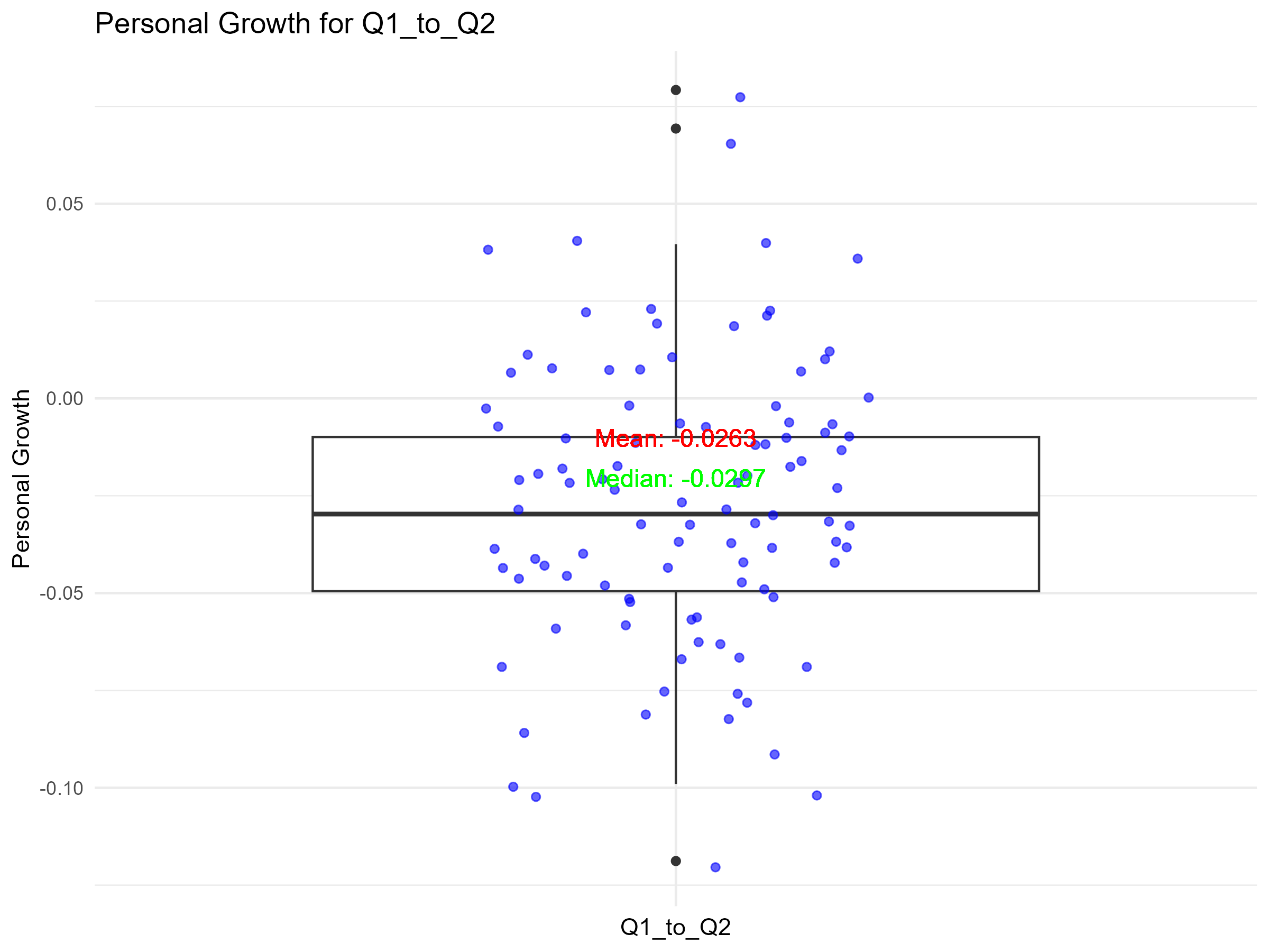 Personal Growth for Q1_to_Q2
Personal Growth
0.05
0.00
-0.05
-0.10
Mean: -0.0263
Median: -0.0297
Q1_to_Q2